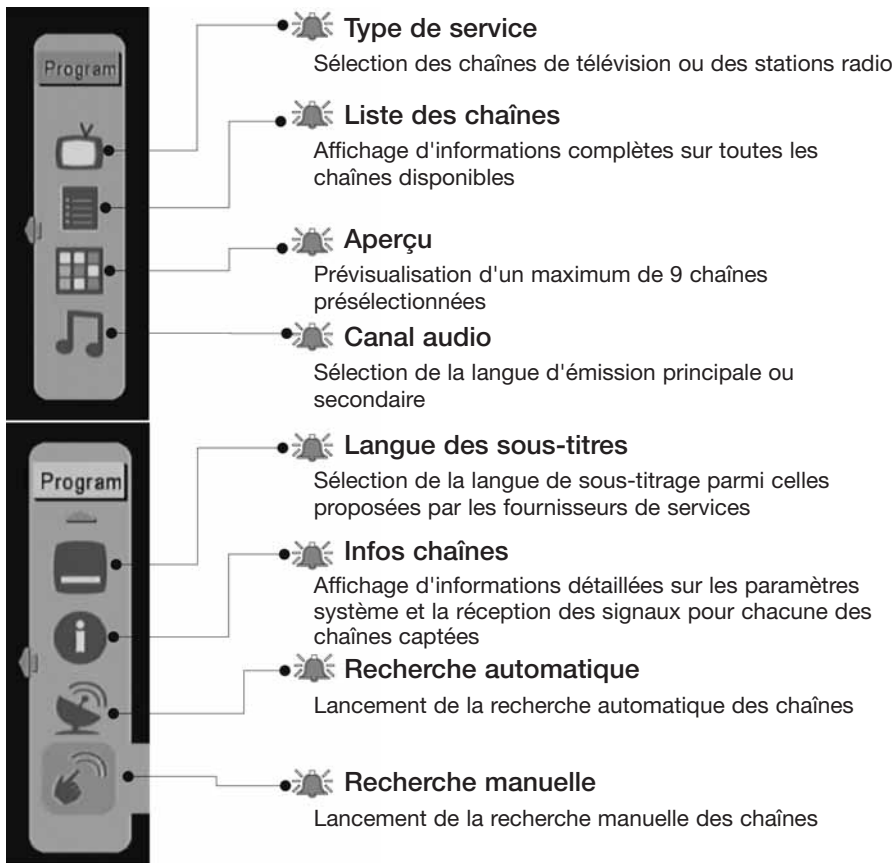 Program
Type de service
Sélection des chaînes de télévision ou des stations radio
Liste des chaînes
Affichage d'informations complètes sur toutes les
chaînes disponibles
Aperçu
Prévisualisation d'un maximum de 9 chaînes
présélectionnées
Canal audio
Sélection de la langue d'émission principale ou
secondaire
Program
Langue des sous-titres
Sélection de la langue de sous-titrage parmi celles
proposées par les fournisseurs de services
Infos chaînes
Affichage d'informations détaillées sur les paramètres
système et la réception des signaux pour chacune des
chaînes captées
Recherche automatique
Lancement de la recherche automatique des chaînes
Recherche manuelle
Lancement de la recherche manuelle des chaînes